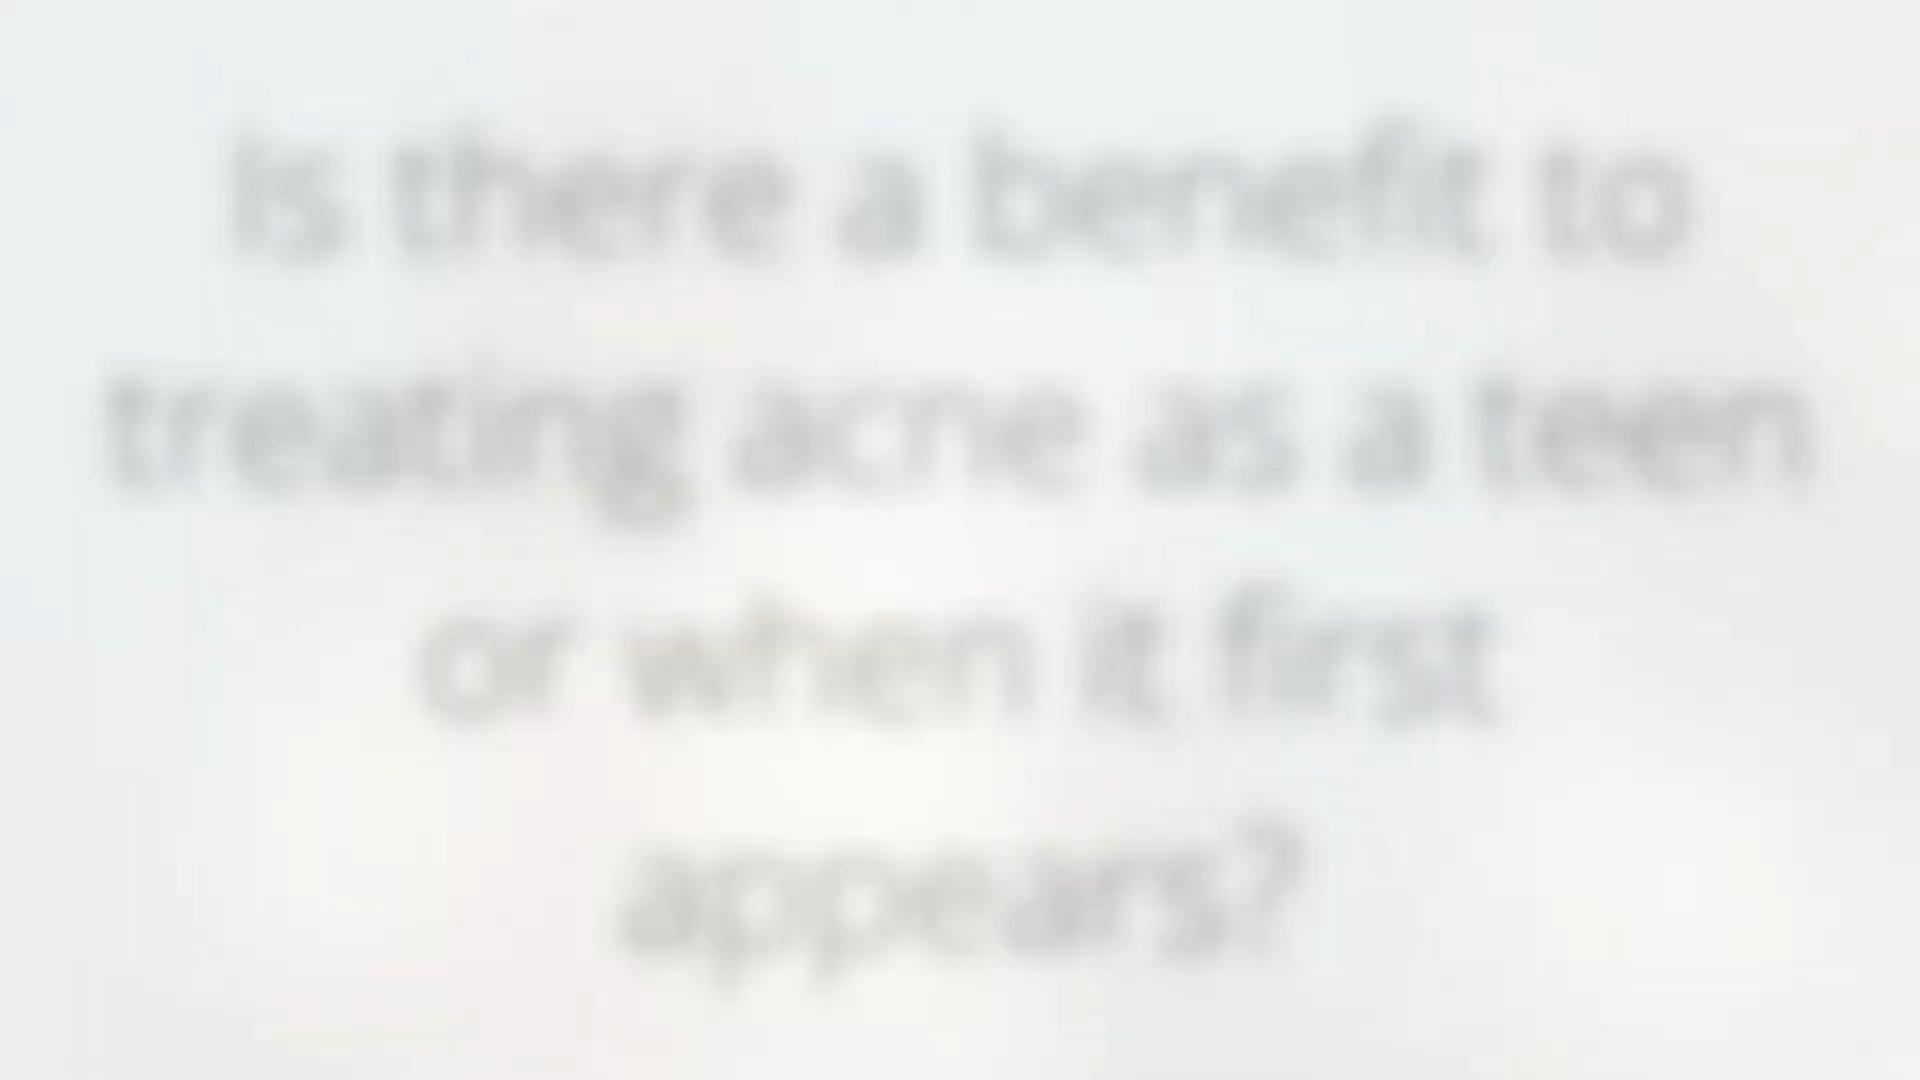 Is there a benefit to
treating acne as a teen
or when it first
appears?